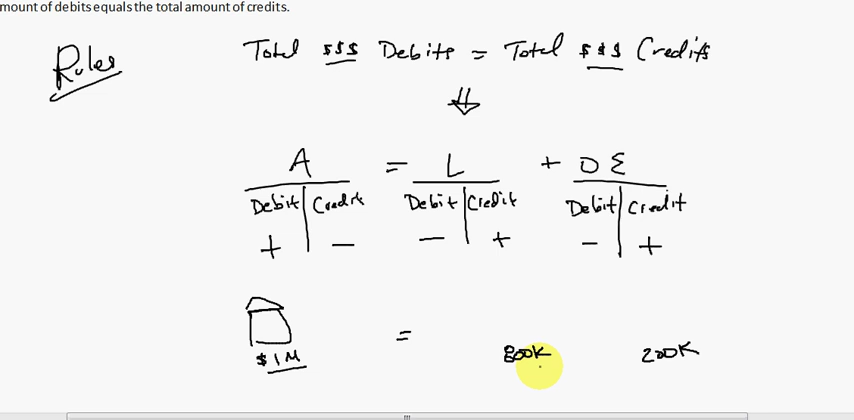 mount of debits equals the total amount of credits.
Rules
Total $$$ Debits = Total $$$ Credits
A = L + OE
Debit Credit Debit Credit Debit Credit
+ − − + − +
$1M = 800K 200K